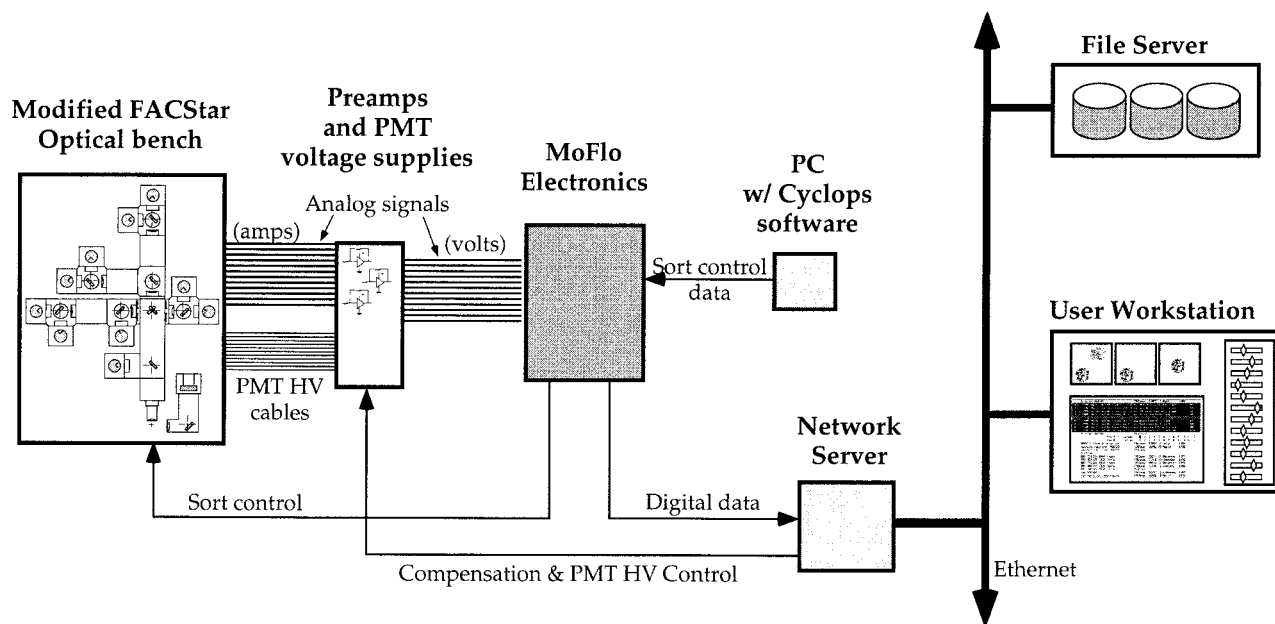 File Server
Modified FACStar
Optical bench
Preamps
and PMT
voltage supplies
MoFlo
Electronics
PC
w/ Cyclops
software
Analog signals
(amps)
(volts)
Sort control
data
User Workstation
PMT HV
cables
Network
Server
Sort control
Digital data
Compensation & PMT HV Control
Ethernet